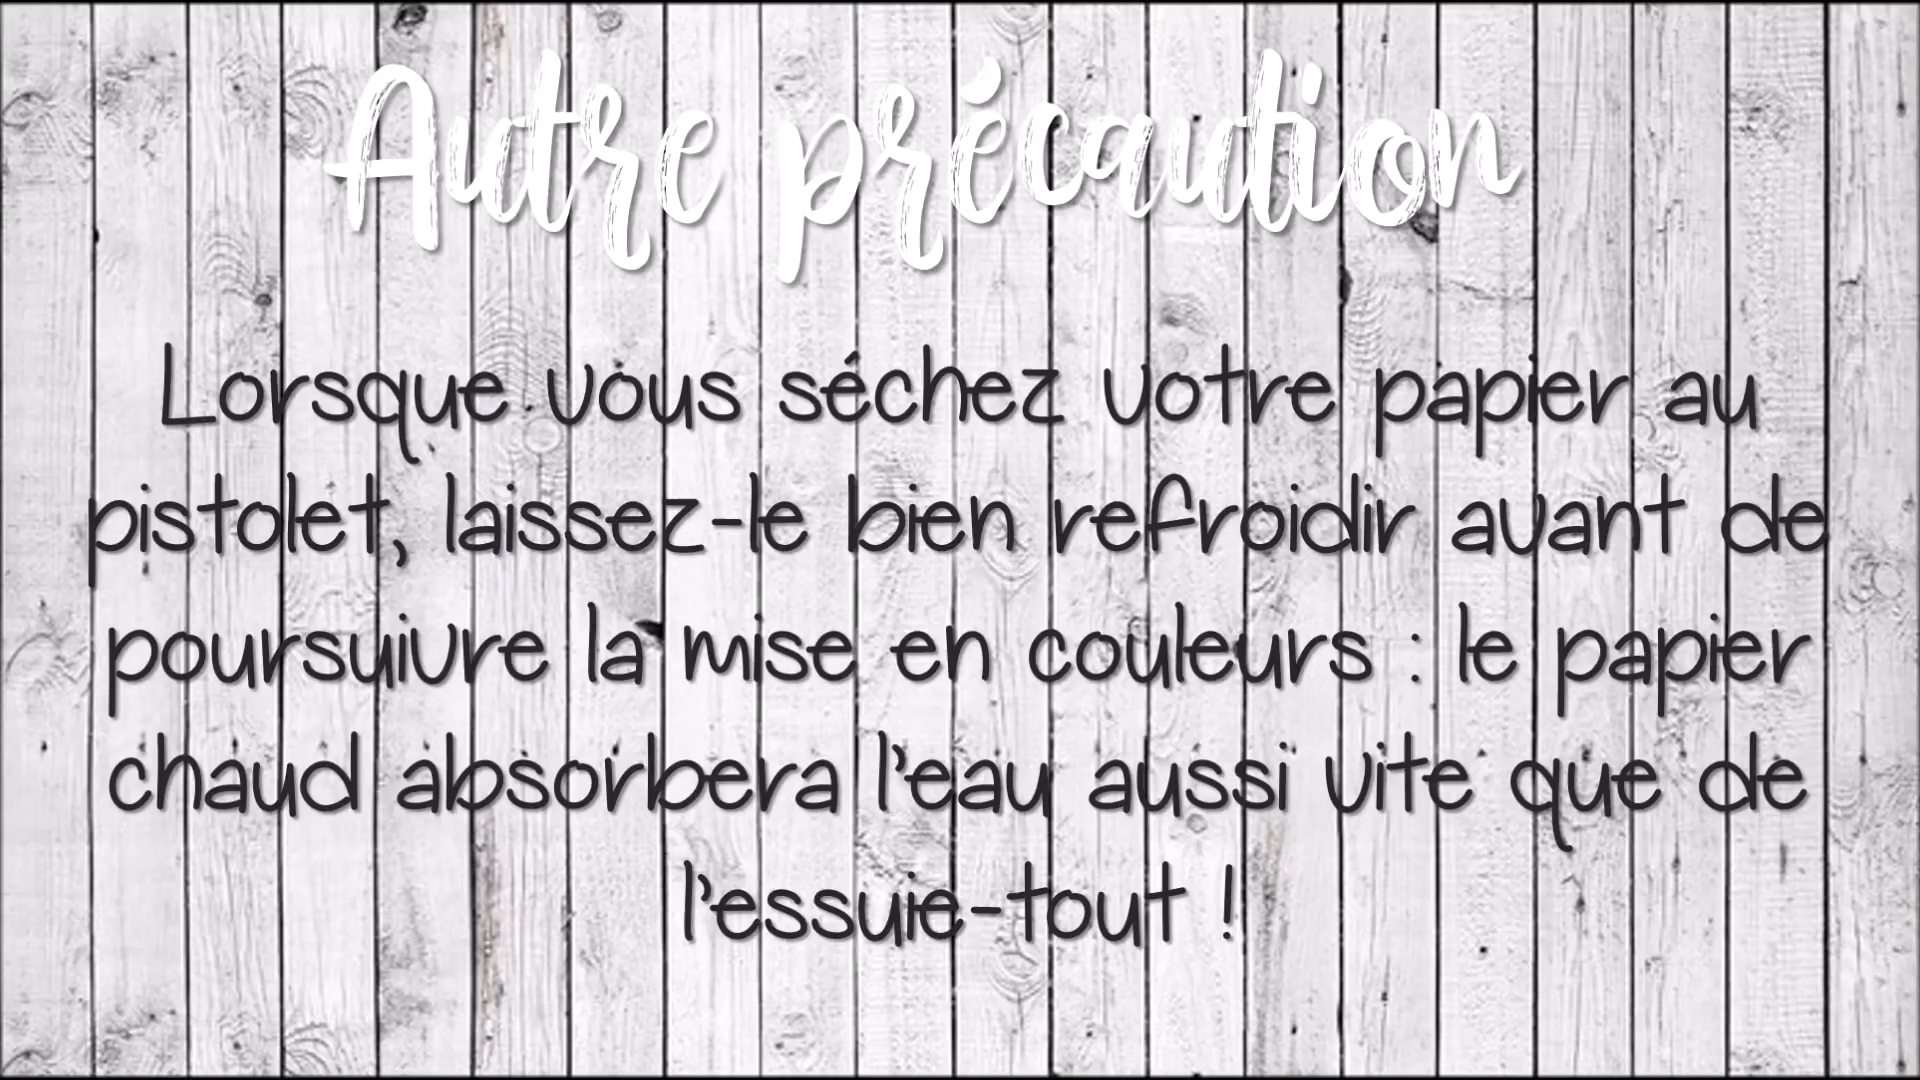 Autre précaution
Lorsque vous séchez votre papier au
pistolet, laissez-le bien refroidir avant de
poursuivre la mise en couleurs : le papier
chaud absorbera l'eau aussi vite que de
l'essuie-tout !